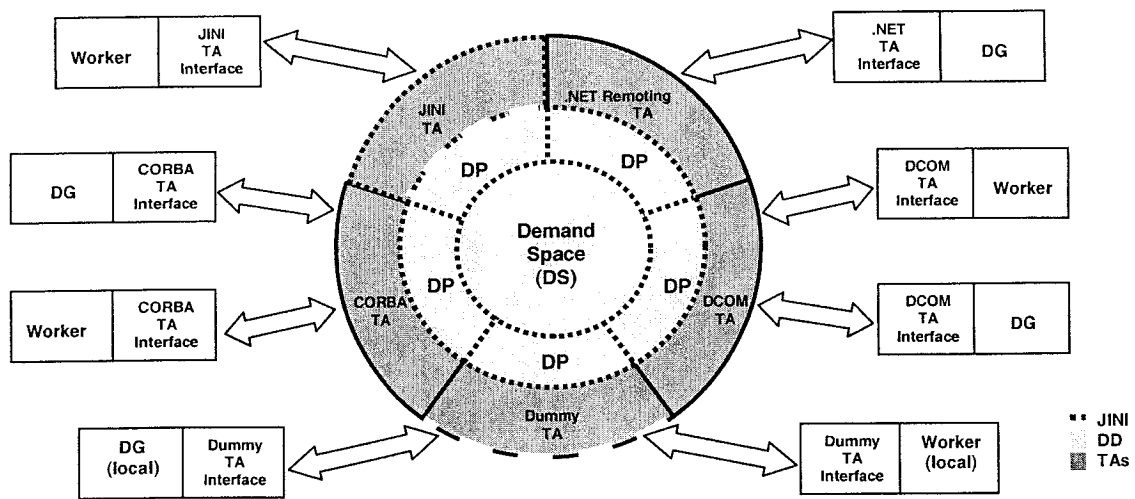 Worker
JINI
TA
Interface
.NET
TA
Interface
DG
JINI
TA
.NET Remoting
TA
DG
CORBA
TA
Interface
DP
DP
DCOM
TA
Interface
Worker
Demand
Space
(DS)
Worker
CORBA
TA
Interface
CORBA
TA
DP
DP
DCOM
TA
DCOM
TA
Interface
DG
DP
Dummy
TA
DG
(local)
Dummy
TA
Interface
Dummy
TA
Interface
Worker
(local)
JINI
DD
TAs